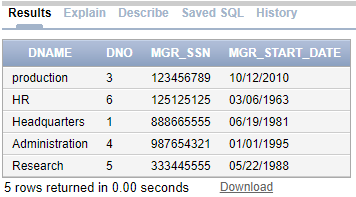 Results Explain Describe Saved SQL History
DNAME DNO MGR_SSN MGR_START_DATE
production 3 123456789 10/12/2010
HR 6 125125125 03/06/1963
Headquarters 1 888665555 06/19/1981
Administration 4 987654321 01/01/1995
Research 5 333445555 05/22/1988
5 rows returned in 0.00 seconds Download